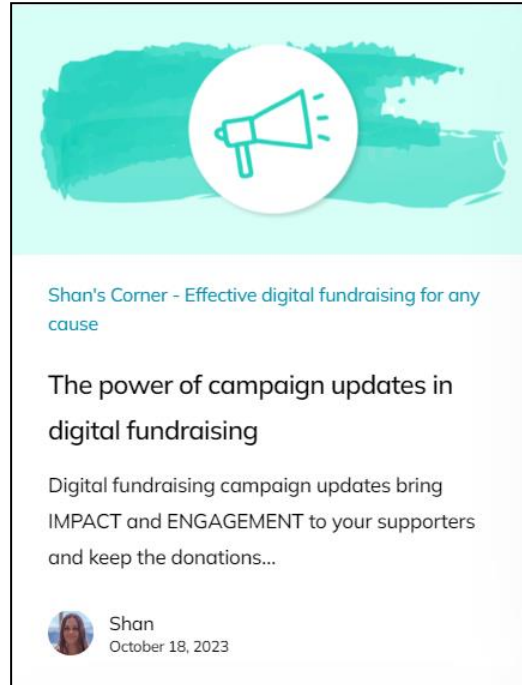 Shan's Corner - Effective digital fundraising for any
cause
The power of campaign updates in
digital fundraising
Digital fundraising campaign updates bring
IMPACT and ENGAGEMENT to your supporters
and keep the donations...
Shan
October 18, 2023